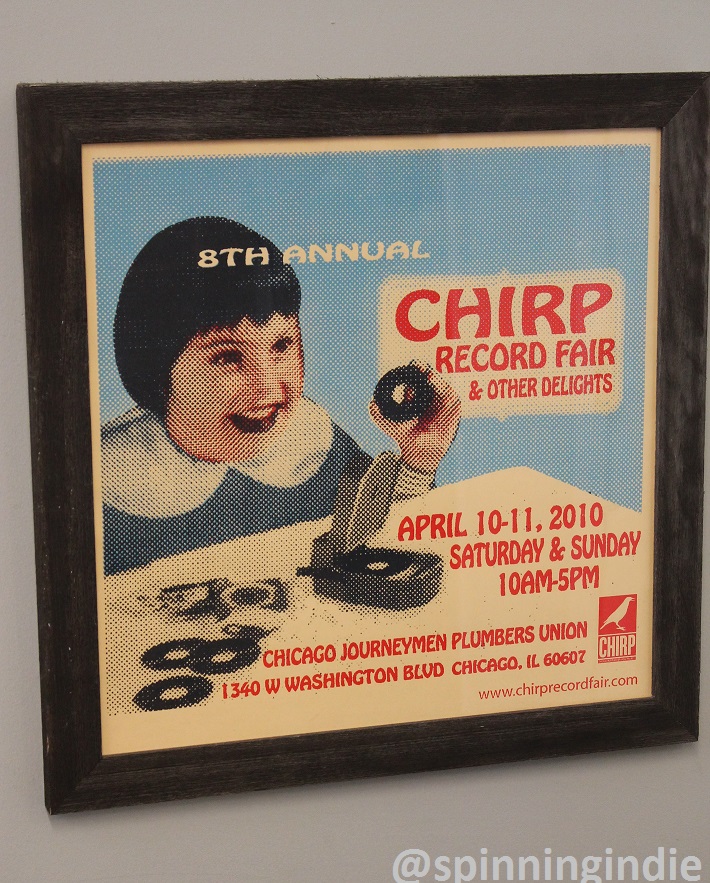 8TH ANNUAL
CHIRP
RECORD FAIR
& OTHER DELIGHTS
APRIL 10-11, 2010
SATURDAY & SUNDAY
10AM-5PM
CHICAGO JOURNEYMEN PLUMBERS UNION
1340 W WASHINGTON BLVD CHICAGO, IL 60607
CHIRP
www.chirprecordfair.com
@spinningindie